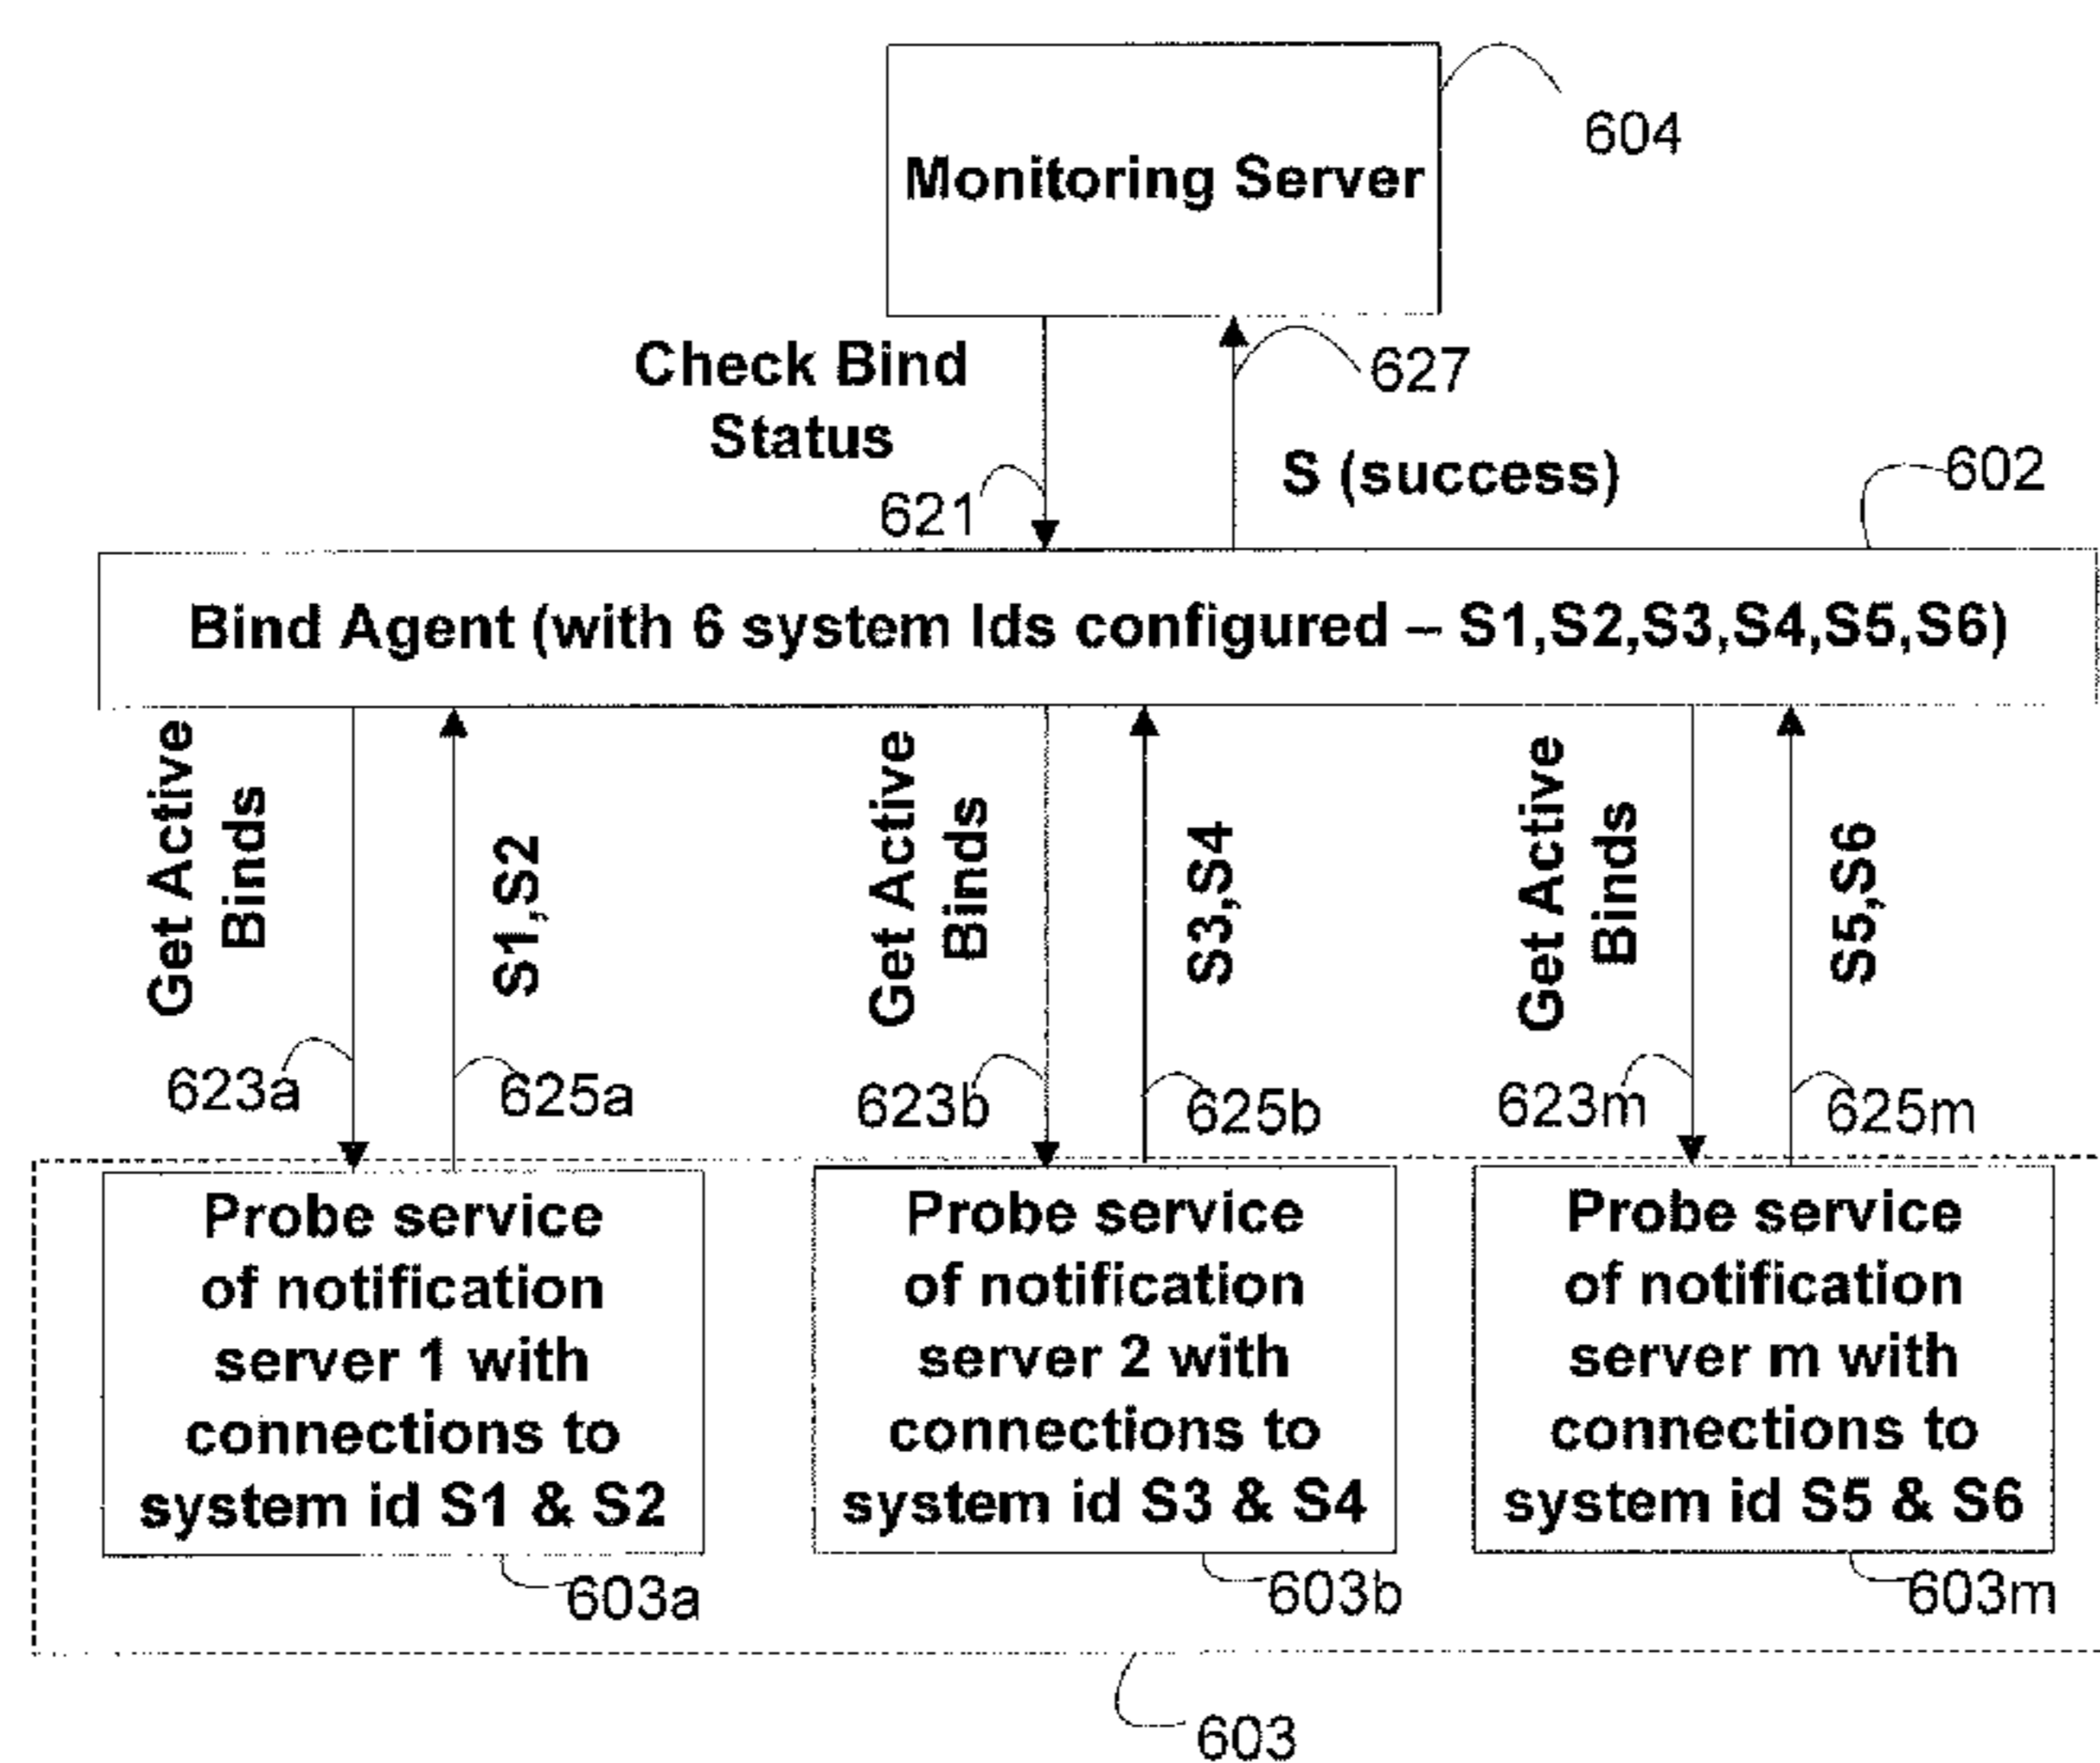 Monitoring Server
604
Check Bind
Status
621
627
S (success)
602
Bind Agent (with 6 system Ids configured – S1,S2,S3,S4,S5,S6)
Get Active
Binds
S1,S2
Get Active
Binds
S3,S4
Get Active
Binds
S5,S6
623a
625a
623b
625b
623m
625m
Probe service
of notification
server 1 with
connections to
system id S1 & S2
Probe service
of notification
server 2 with
connections to
system id S3 & S4
Probe service
of notification
server m with
connections to
system id S5 & S6
603a
603b
603m
603